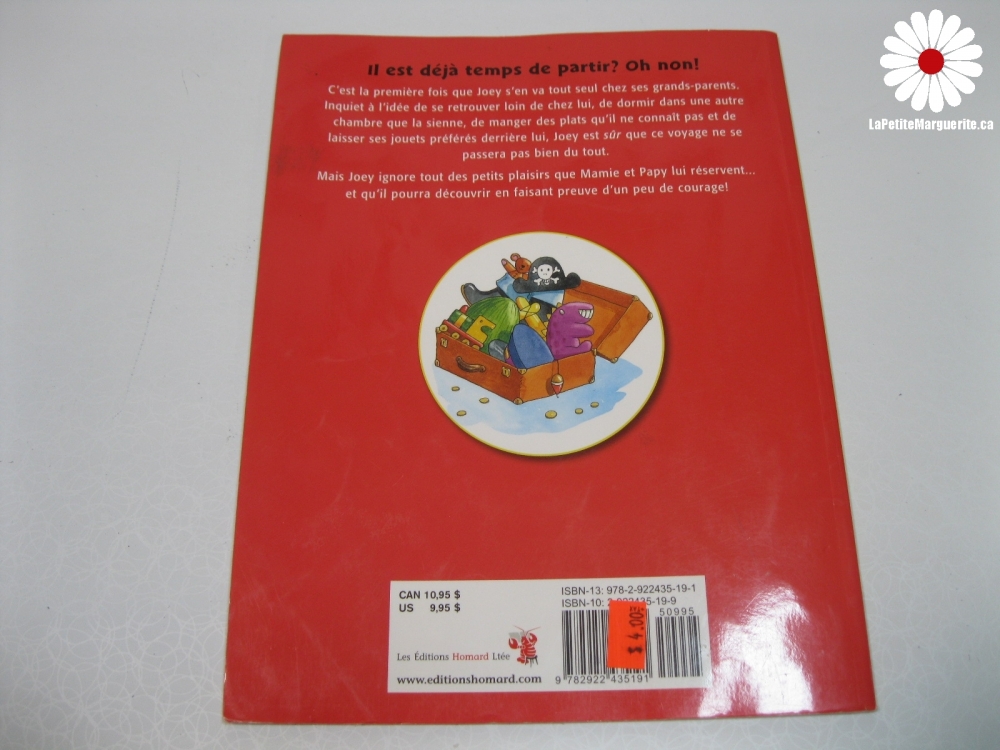 LaPetiteMarguerite.ca
Il est déjà temps de partir? Oh non!
C'est la première fois que Joey s'en va tout seul chez ses grands-parents.
Inquiet à l'idée de se retrouver loin de chez lui, de dormir dans une autre
chambre que la sienne, de manger des plats qu'il ne connaît pas et de
laisser ses jouets préférés derrière lui, Joey est sûr que ce voyage ne se
passera pas bien du tout.
Mais Joey ignore tout des petits plaisirs que Mamie et Papy lui réservent...
et qu'il pourra découvrir en faisant preuve d'un peu de courage!
CAN 10,95 $
US 9,95 $
Les Éditions Homard Ltée
www.editionshomard.com
ISBN-13: 978-2-922435-19-1
ISBN-10: 2-922435-19-9
50995
$ 4,00
9 782922 435191